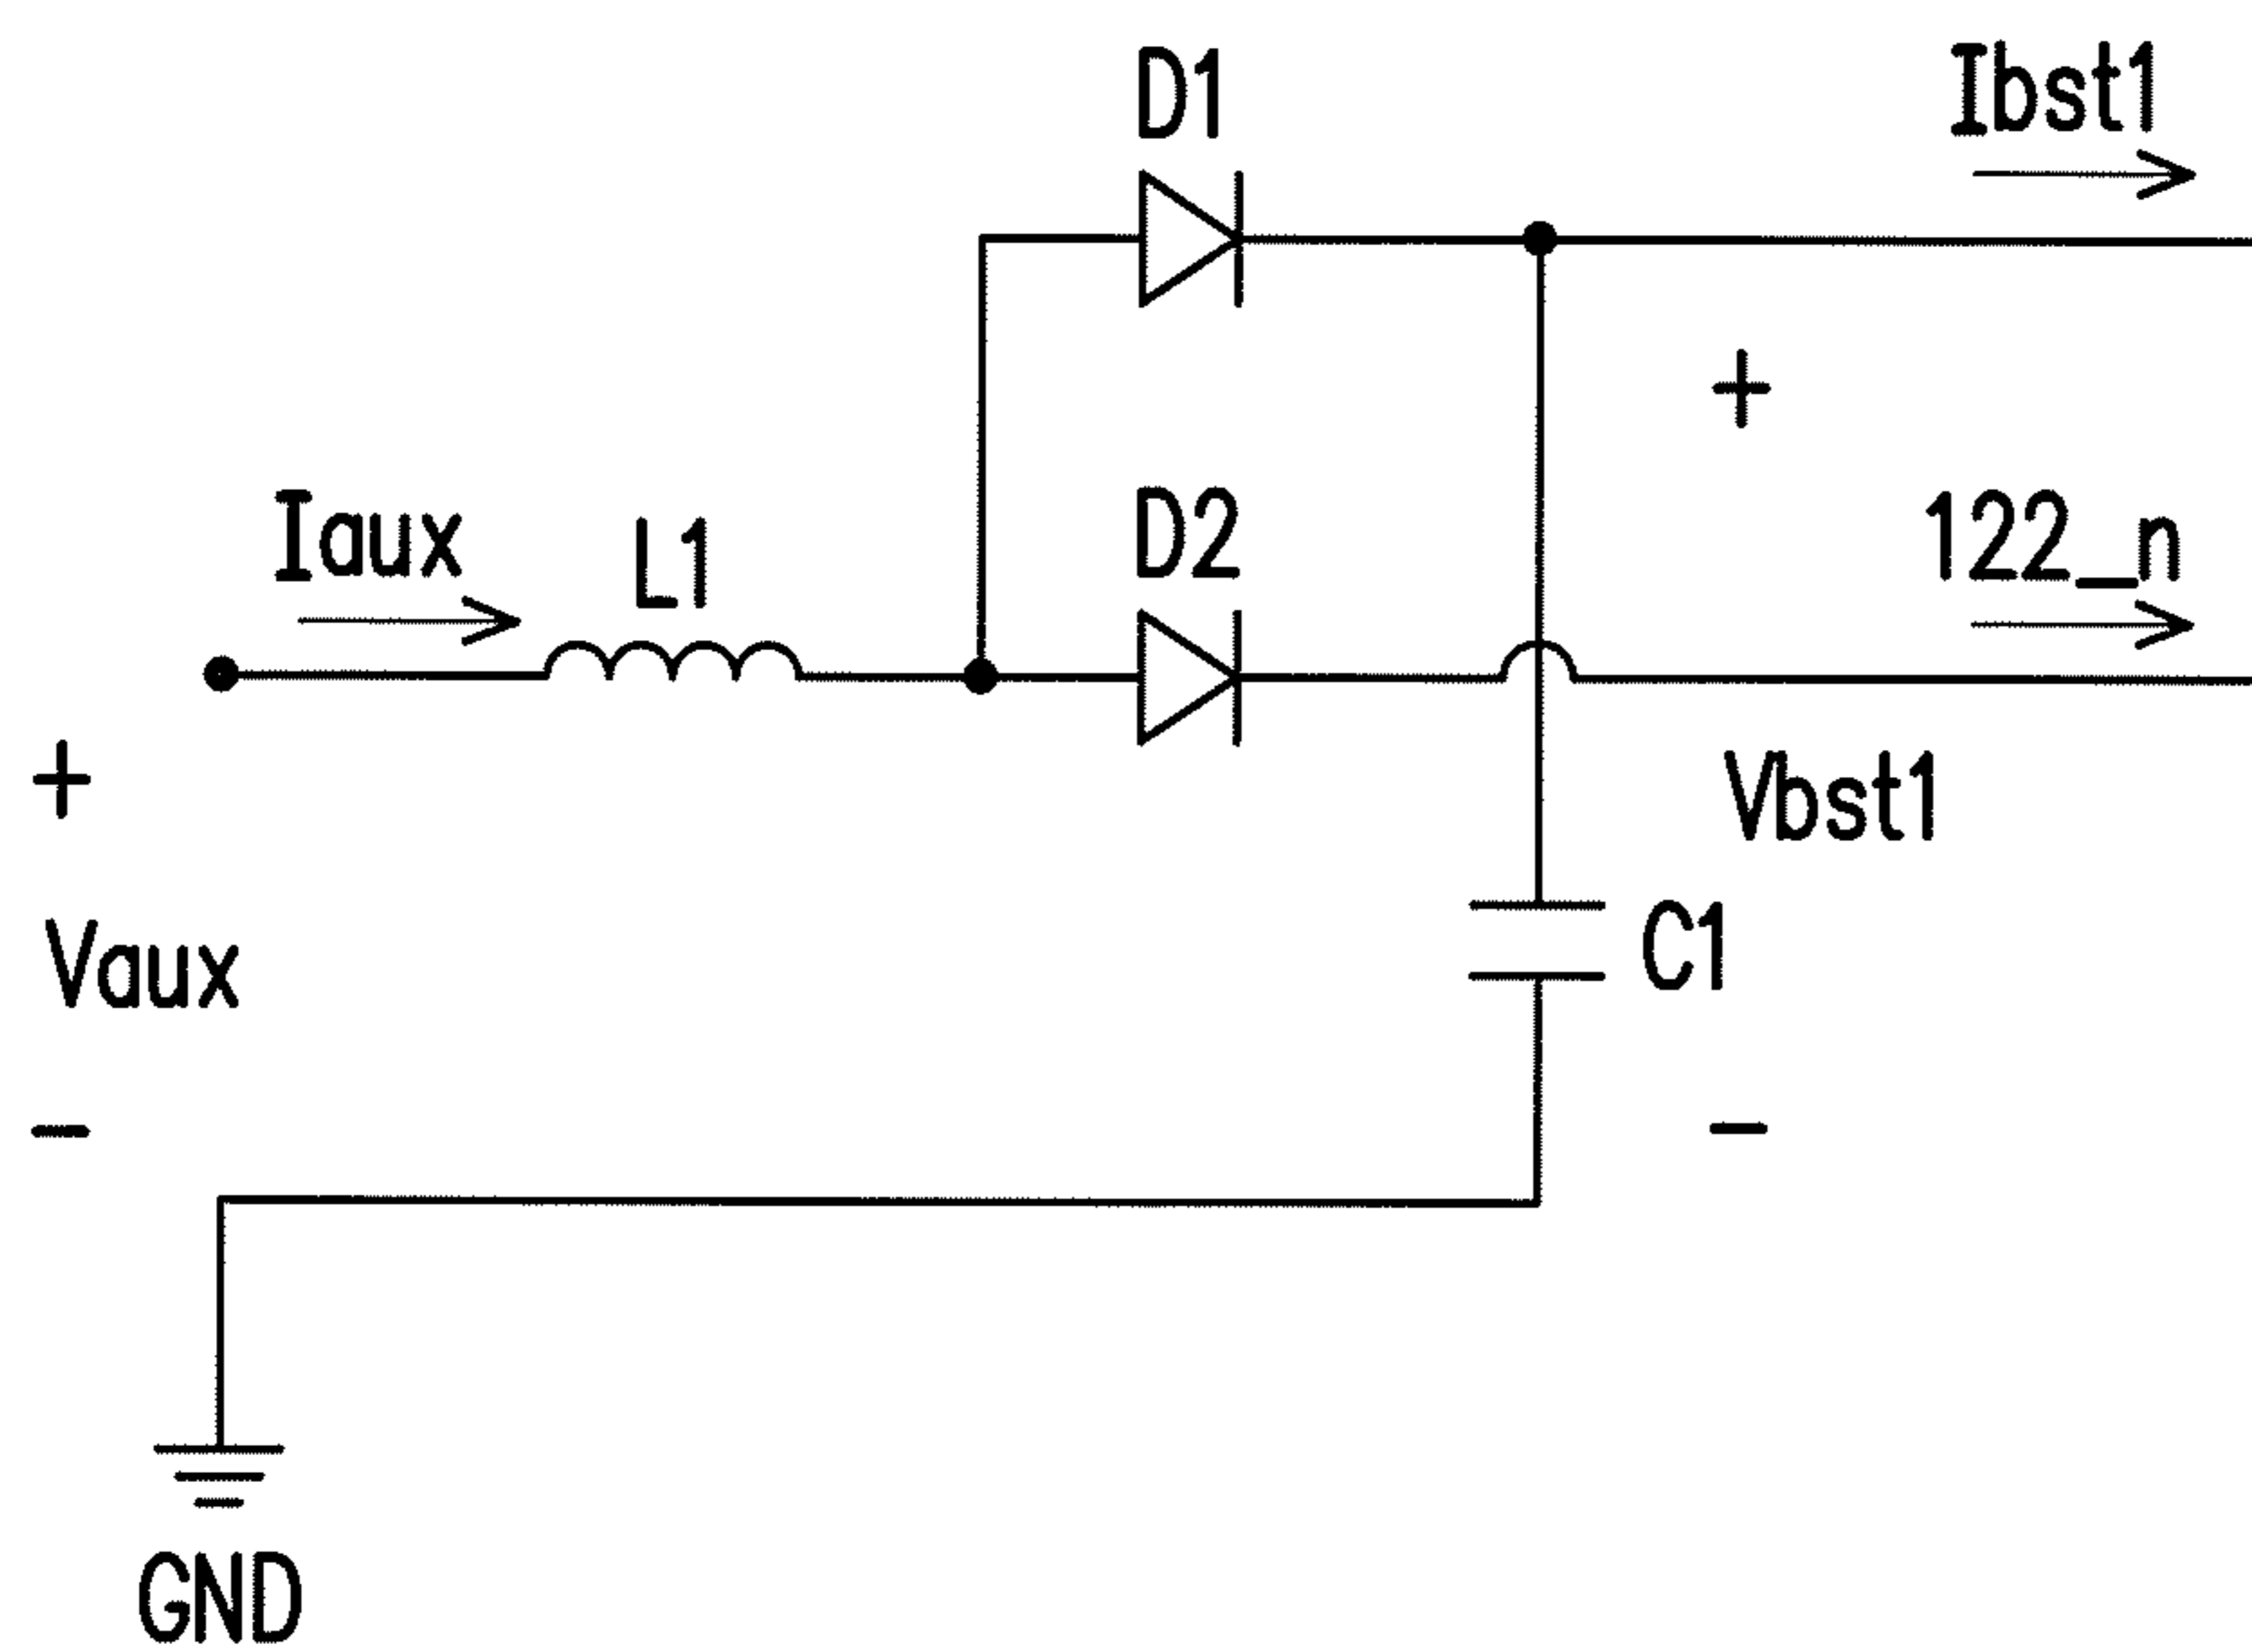 D1
Ibst1
+
Iaux
L1
D2
122_n
+
Vbst1
Vaux
C1
-
-
GND